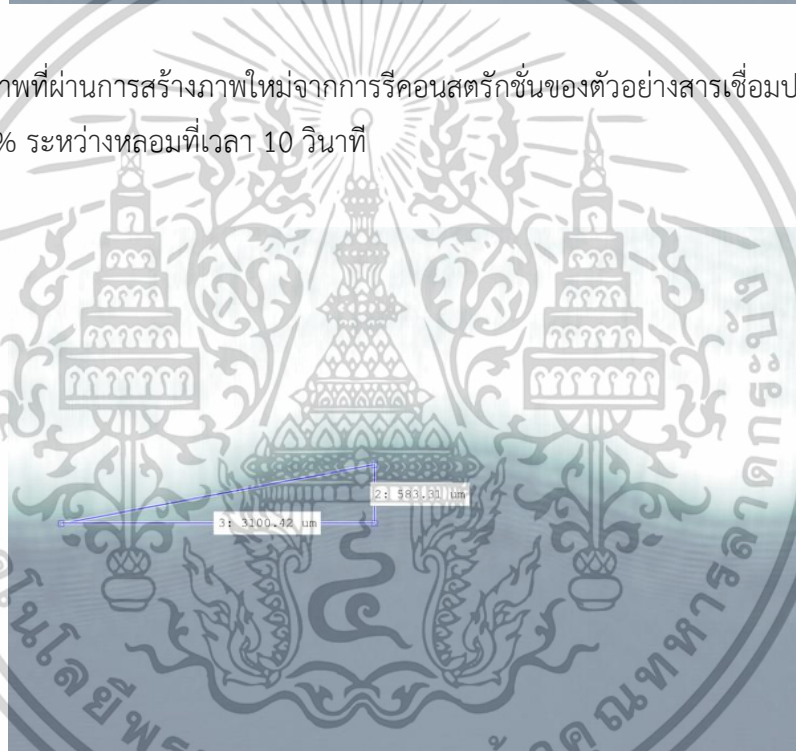 าพที่ผ่านการสร้างภาพใหม่จากการรีคอนสตรักชั่นของตัวอย่างสารเชื่อมป
% ระหว่างหลอมที่เวลา 10 วินาที
2: 583.31 um
3: 3100.42 um